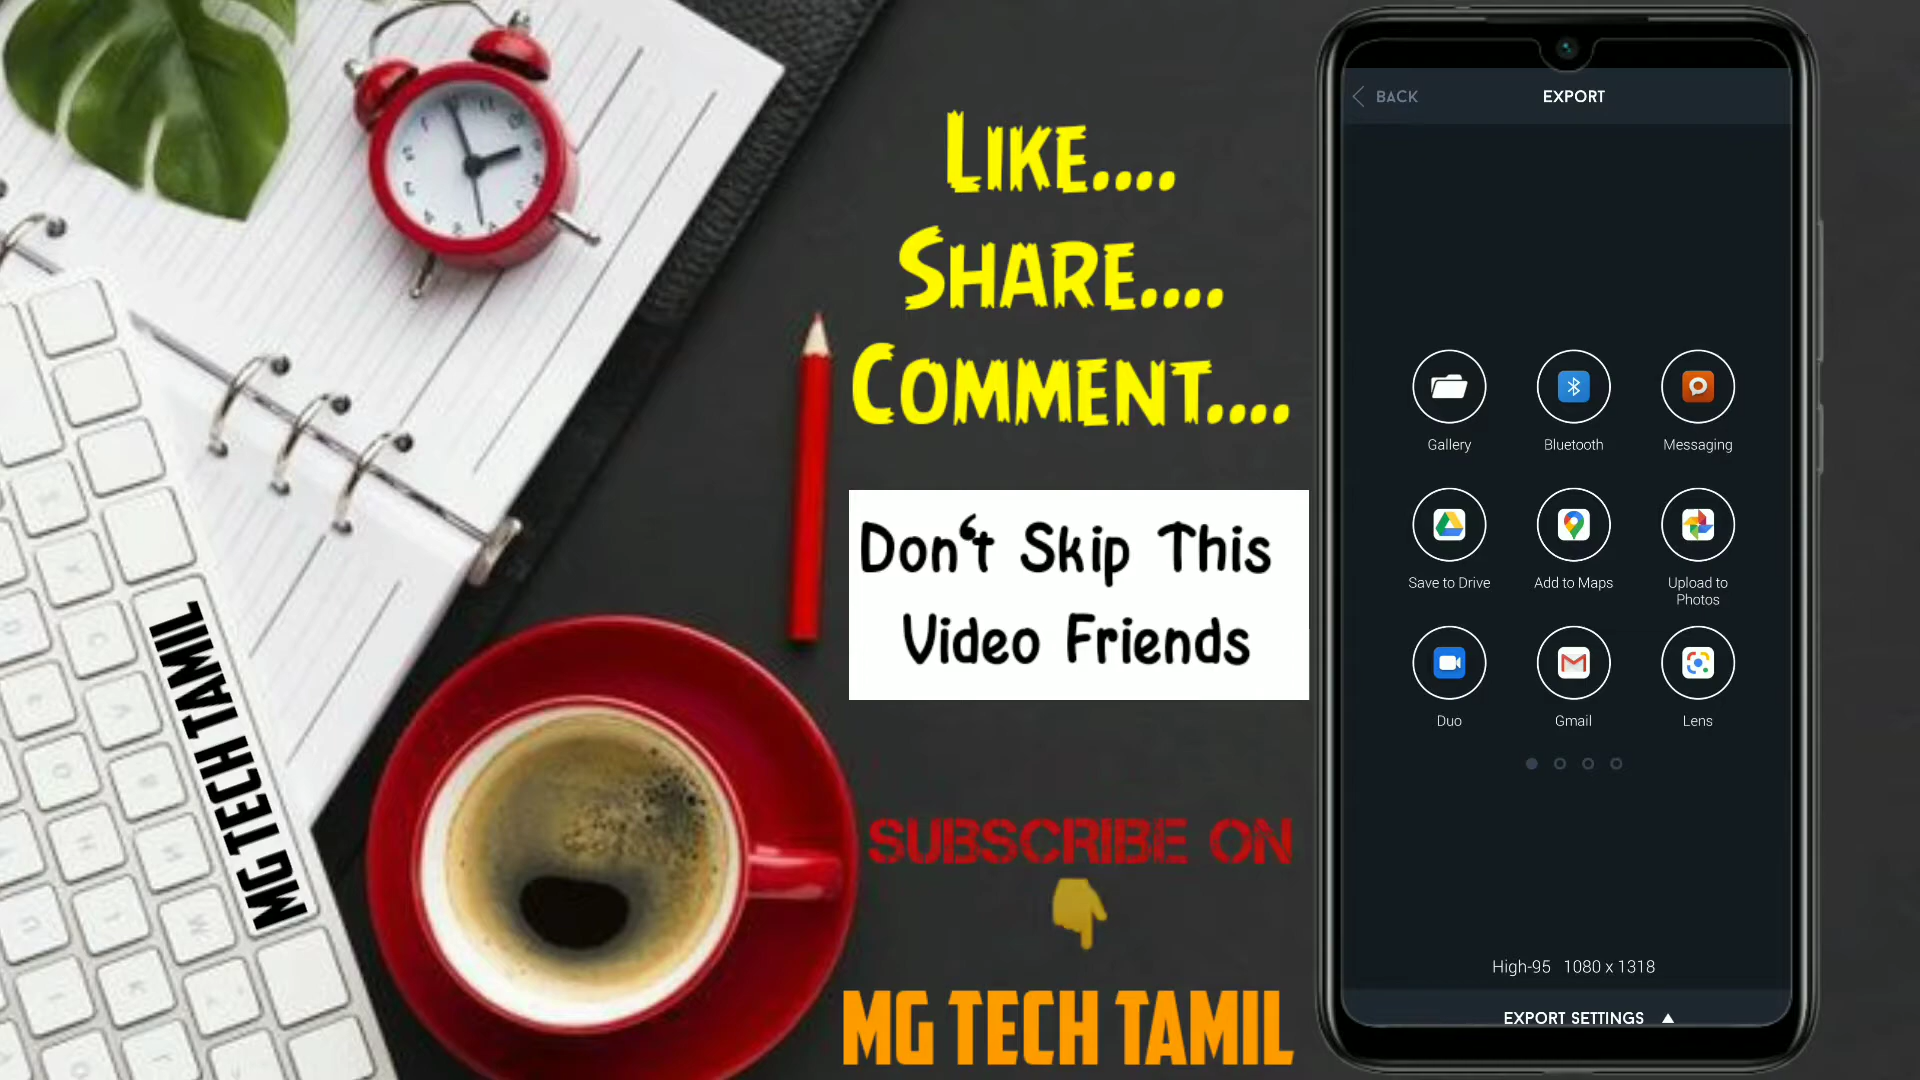 LIKE....
SHARE....
COMMENT....
Don't Skip This
Video Friends
SUBSCRIBE ON
👇
MG TECH TAMIL
MG TECH TAMIL
BACK
EXPORT
Gallery
Bluetooth
Messaging
Save to Drive
Add to Maps
Upload to
Photos
Duo
Gmail
Lens
High-95 1080 x 1318
EXPORT SETTINGS ▲